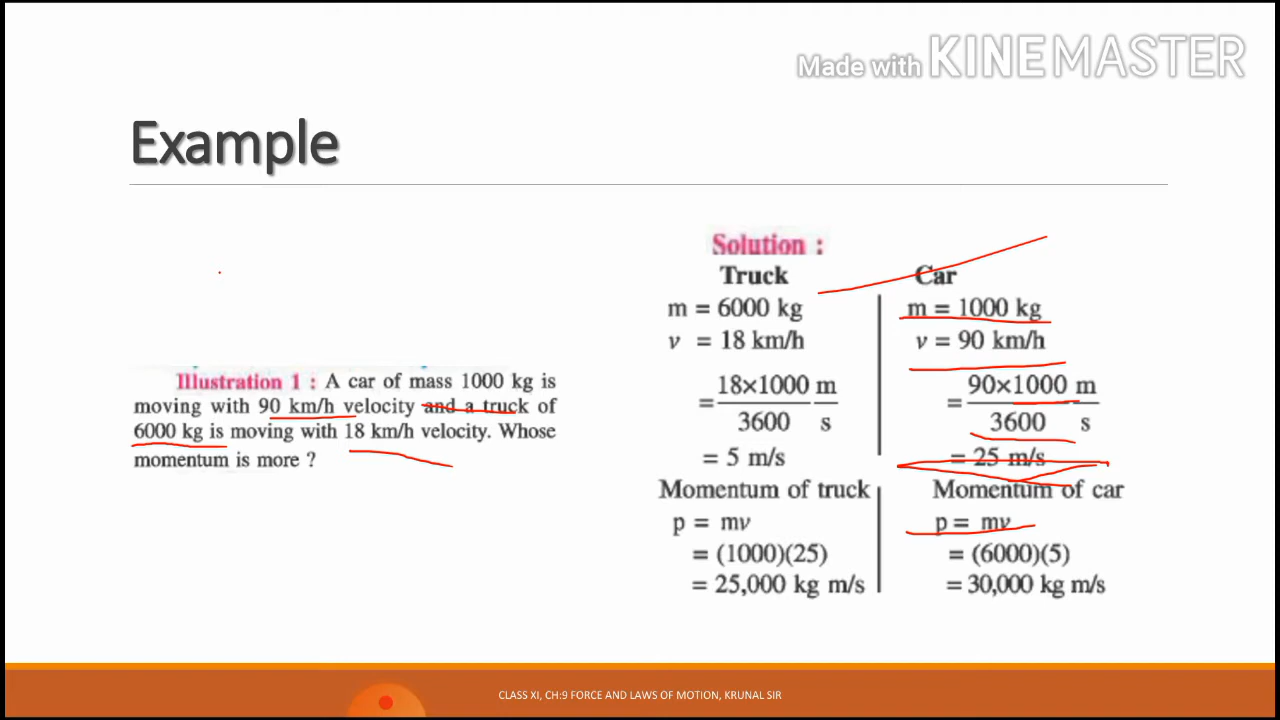 Made with KINEMASTER
Example
Illustration 1 : A car of mass 1000 kg is
moving with 90 km/h velocity and a truck of
6000 kg is moving with 18 km/h velocity. Whose
momentum is more ?
Solution :
Truck
m = 6000 kg
v = 18 km/h
= 18×1000 m
3600 s
= 5 m/s
Momentum of truck
p = mv
= (1000)(25)
= 25,000 kg m/s
Car
m = 1000 kg
v = 90 km/h
= 90×1000 m
3600 s
= 25 m/s
Momentum of car
p = mv
= (6000)(5)
= 30,000 kg m/s
CLASS XI, CH:9 FORCE AND LAWS OF MOTION, KRUNAL SIR